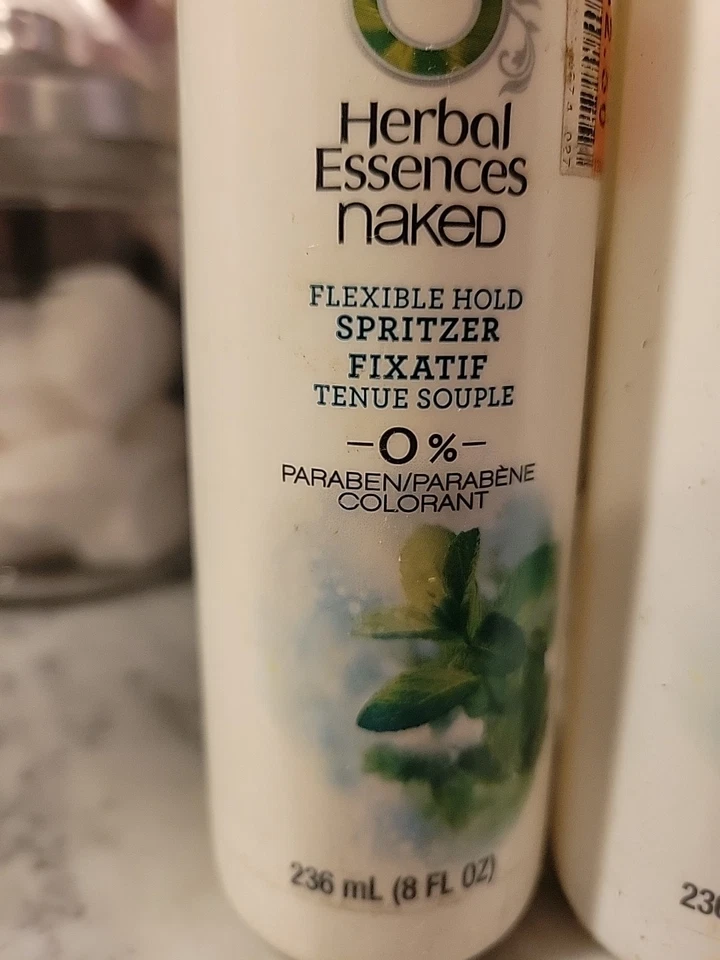 Herbal
Essences
naked
FLEXIBLE HOLD
SPRITZER
FIXATIF
TENUE SOUPLE
0%
PARABEN/PARABÈNE
COLORANT
236 mL (8 FL OZ)